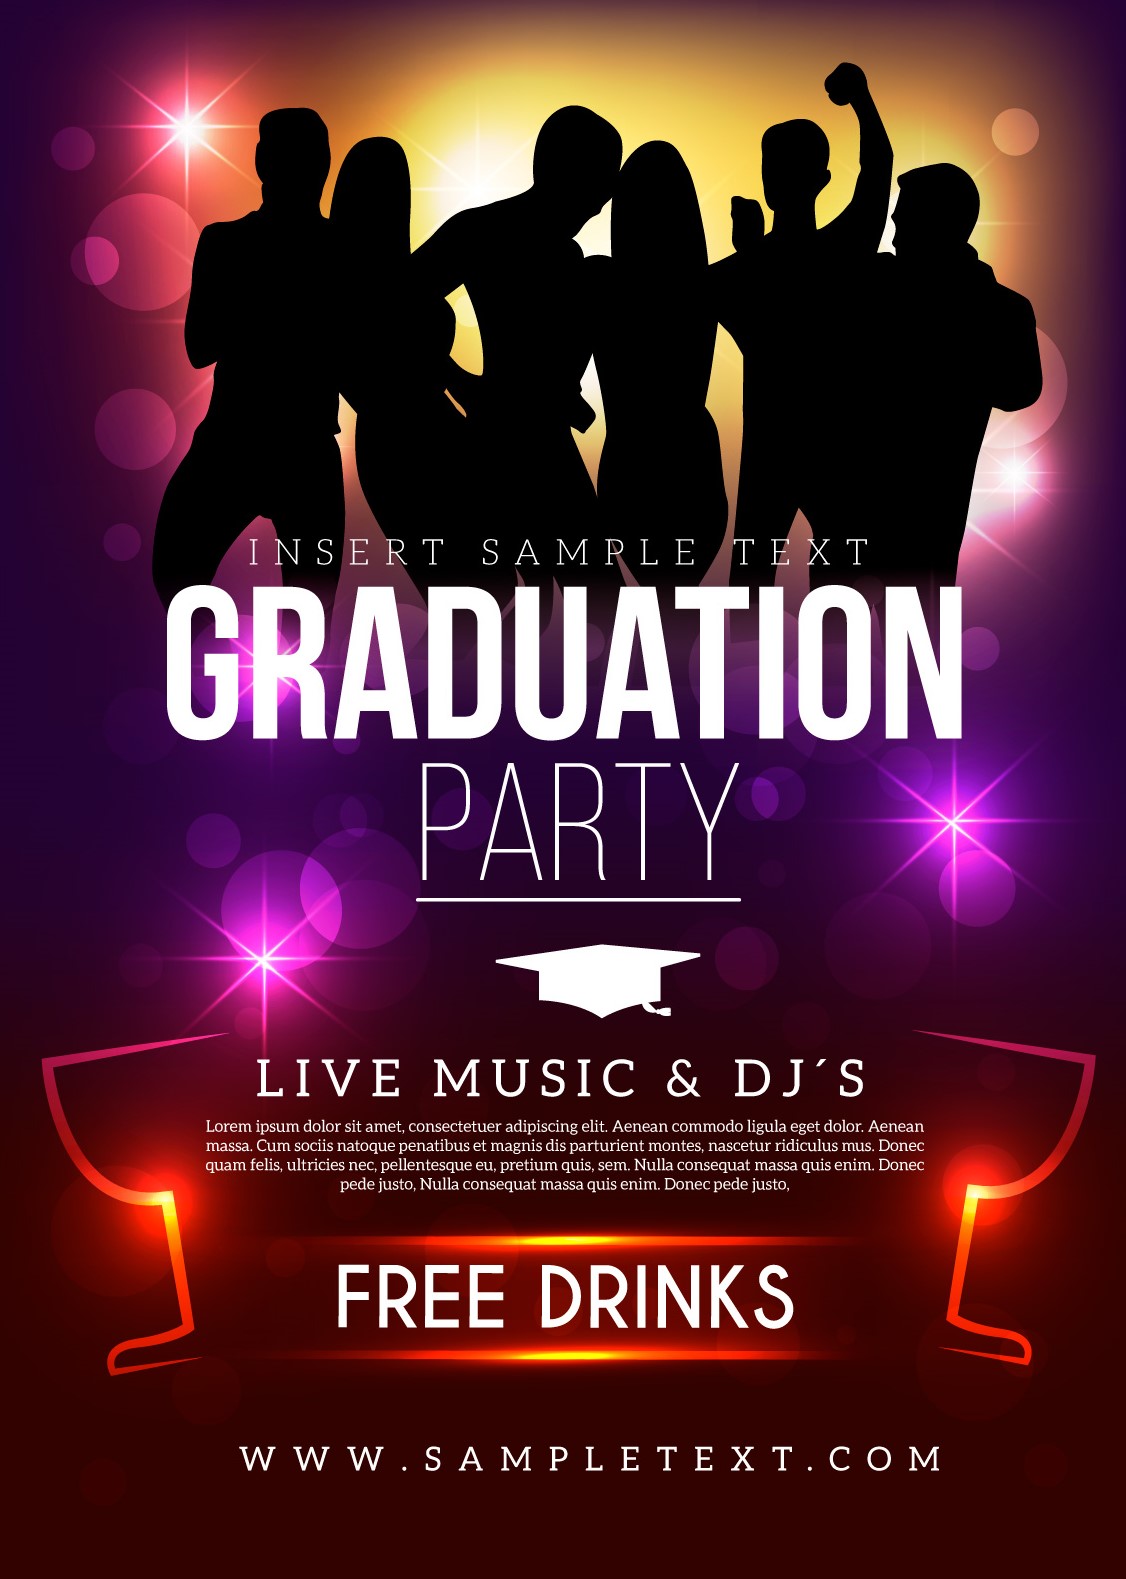 INSERT SAMPLE TEXT
GRADUATION
PARTY
LIVE MUSIC & DJ´S
Lorem ipsum dolor sit amet, consectetuer adipiscing elit. Aenean commodo ligula eget dolor. Aenean
massa. Cum sociis natoque penatibus et magnis dis parturient montes, nascetur ridiculus mus. Donec
quam felis, ultricies nec, pellentesque eu, pretium quis, sem. Nulla consequat massa quis enim. Donec
pede justo, Nulla consequat massa quis enim. Donec pede justo,
FREE DRINKS
WWW.SAMPLETEXT.COM